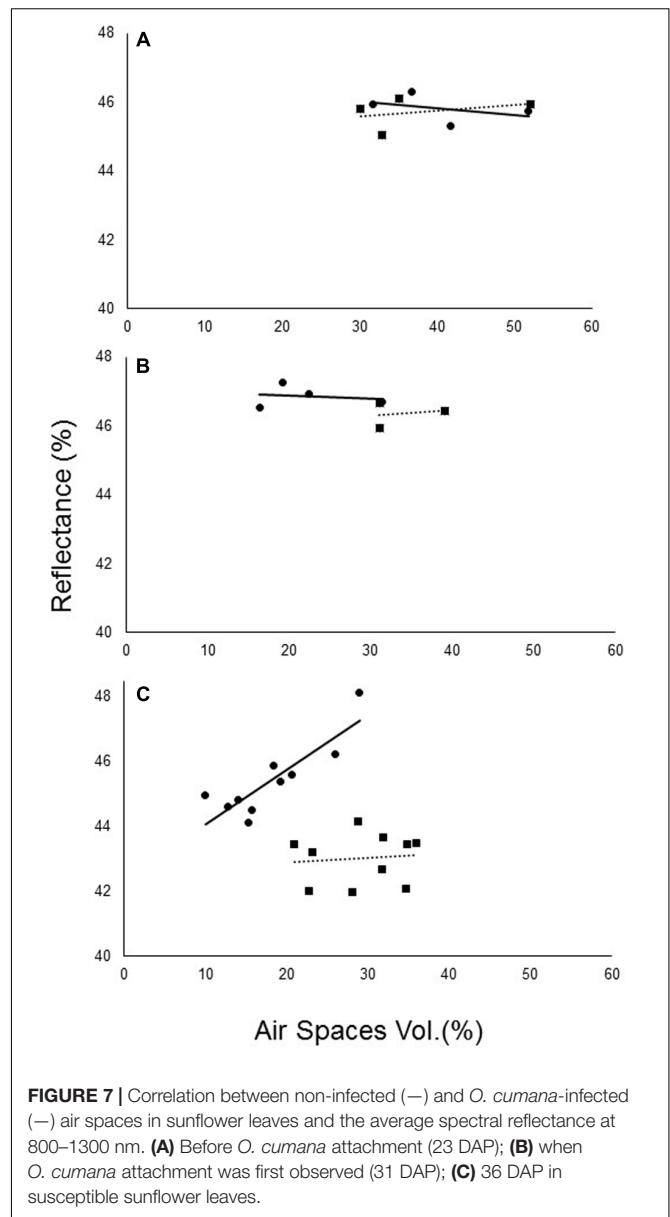 A
48
46
44
42
40
0 10 20 30 40 50 60
B
48
46
44
42
40
0 10 20 30 40 50 60
Reflectance (%)
C
48
46
44
42
40
0 10 20 30 40 50 60
Air Spaces Vol.(%)
FIGURE 7 | Correlation between non-infected (—) and O. cumana-infected
(—) air spaces in sunflower leaves and the average spectral reflectance at
800–1300 nm. (A) Before O. cumana attachment (23 DAP); (B) when
O. cumana attachment was first observed (31 DAP); (C) 36 DAP in
susceptible sunflower leaves.